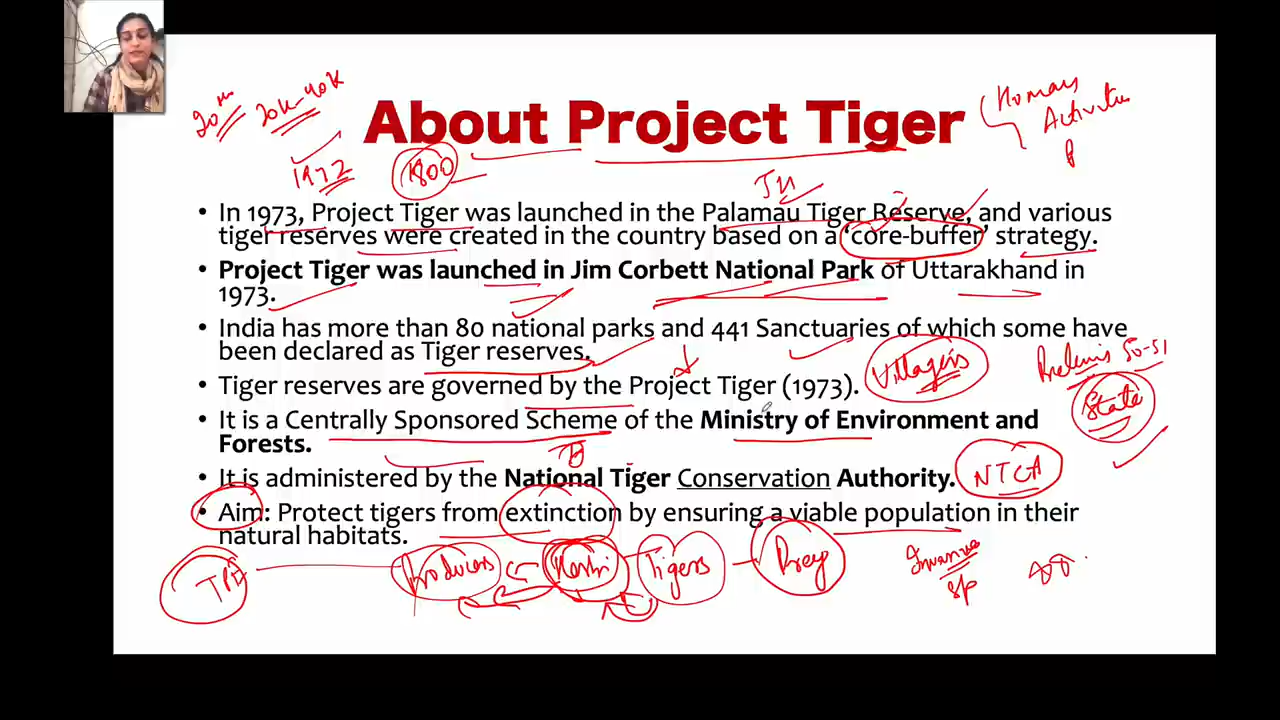 20th 20K-40K
About Project Tiger
Human
Activities
1972 1800
JH
• In 1973, Project Tiger was launched in the Palamau Tiger Reserve, and various
tiger reserves were created in the country based on a ‘core-buffer’ strategy.
• Project Tiger was launched in Jim Corbett National Park of Uttarakhand in
1973.
• India has more than 80 national parks and 441 Sanctuaries of which some have
been declared as Tiger reserves.
Villagers
Prelims 50-51
• Tiger reserves are governed by the Project Tiger (1973).
State
• It is a Centrally Sponsored Scheme of the Ministry of Environment and
Forests.
• It is administered by the National Tiger Conservation Authority.
NTCA
• Aim: Protect tigers from extinction by ensuring a viable population in their
natural habitats.
Producers Herbi Tigers Prey
Invasive
sp